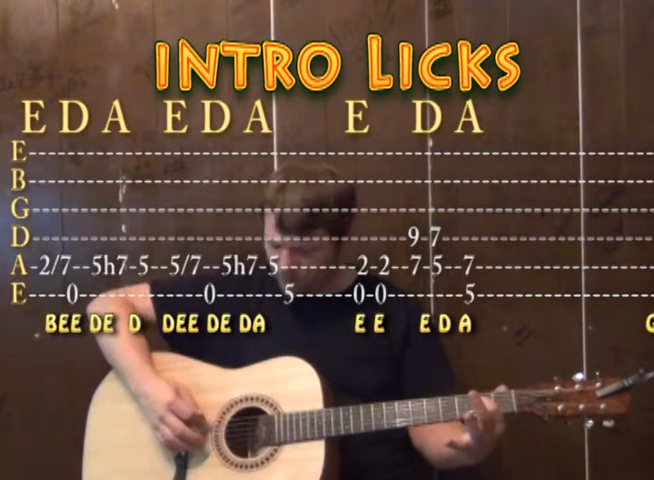 INTRO LICKS
E D A E D A E D A
E---------------------------------------------------------------
B---------------------------------------------------------------
G---------------------------------------------------------------
D----------------------------------------9-7--------------------
A-2/7--5h7-5--5/7--5h7-5--------2-2--7-5--7---------------------
E----0-----------0------5-------0-0-------5---------------------
BEE DE D DEE DE DA E E E D A G